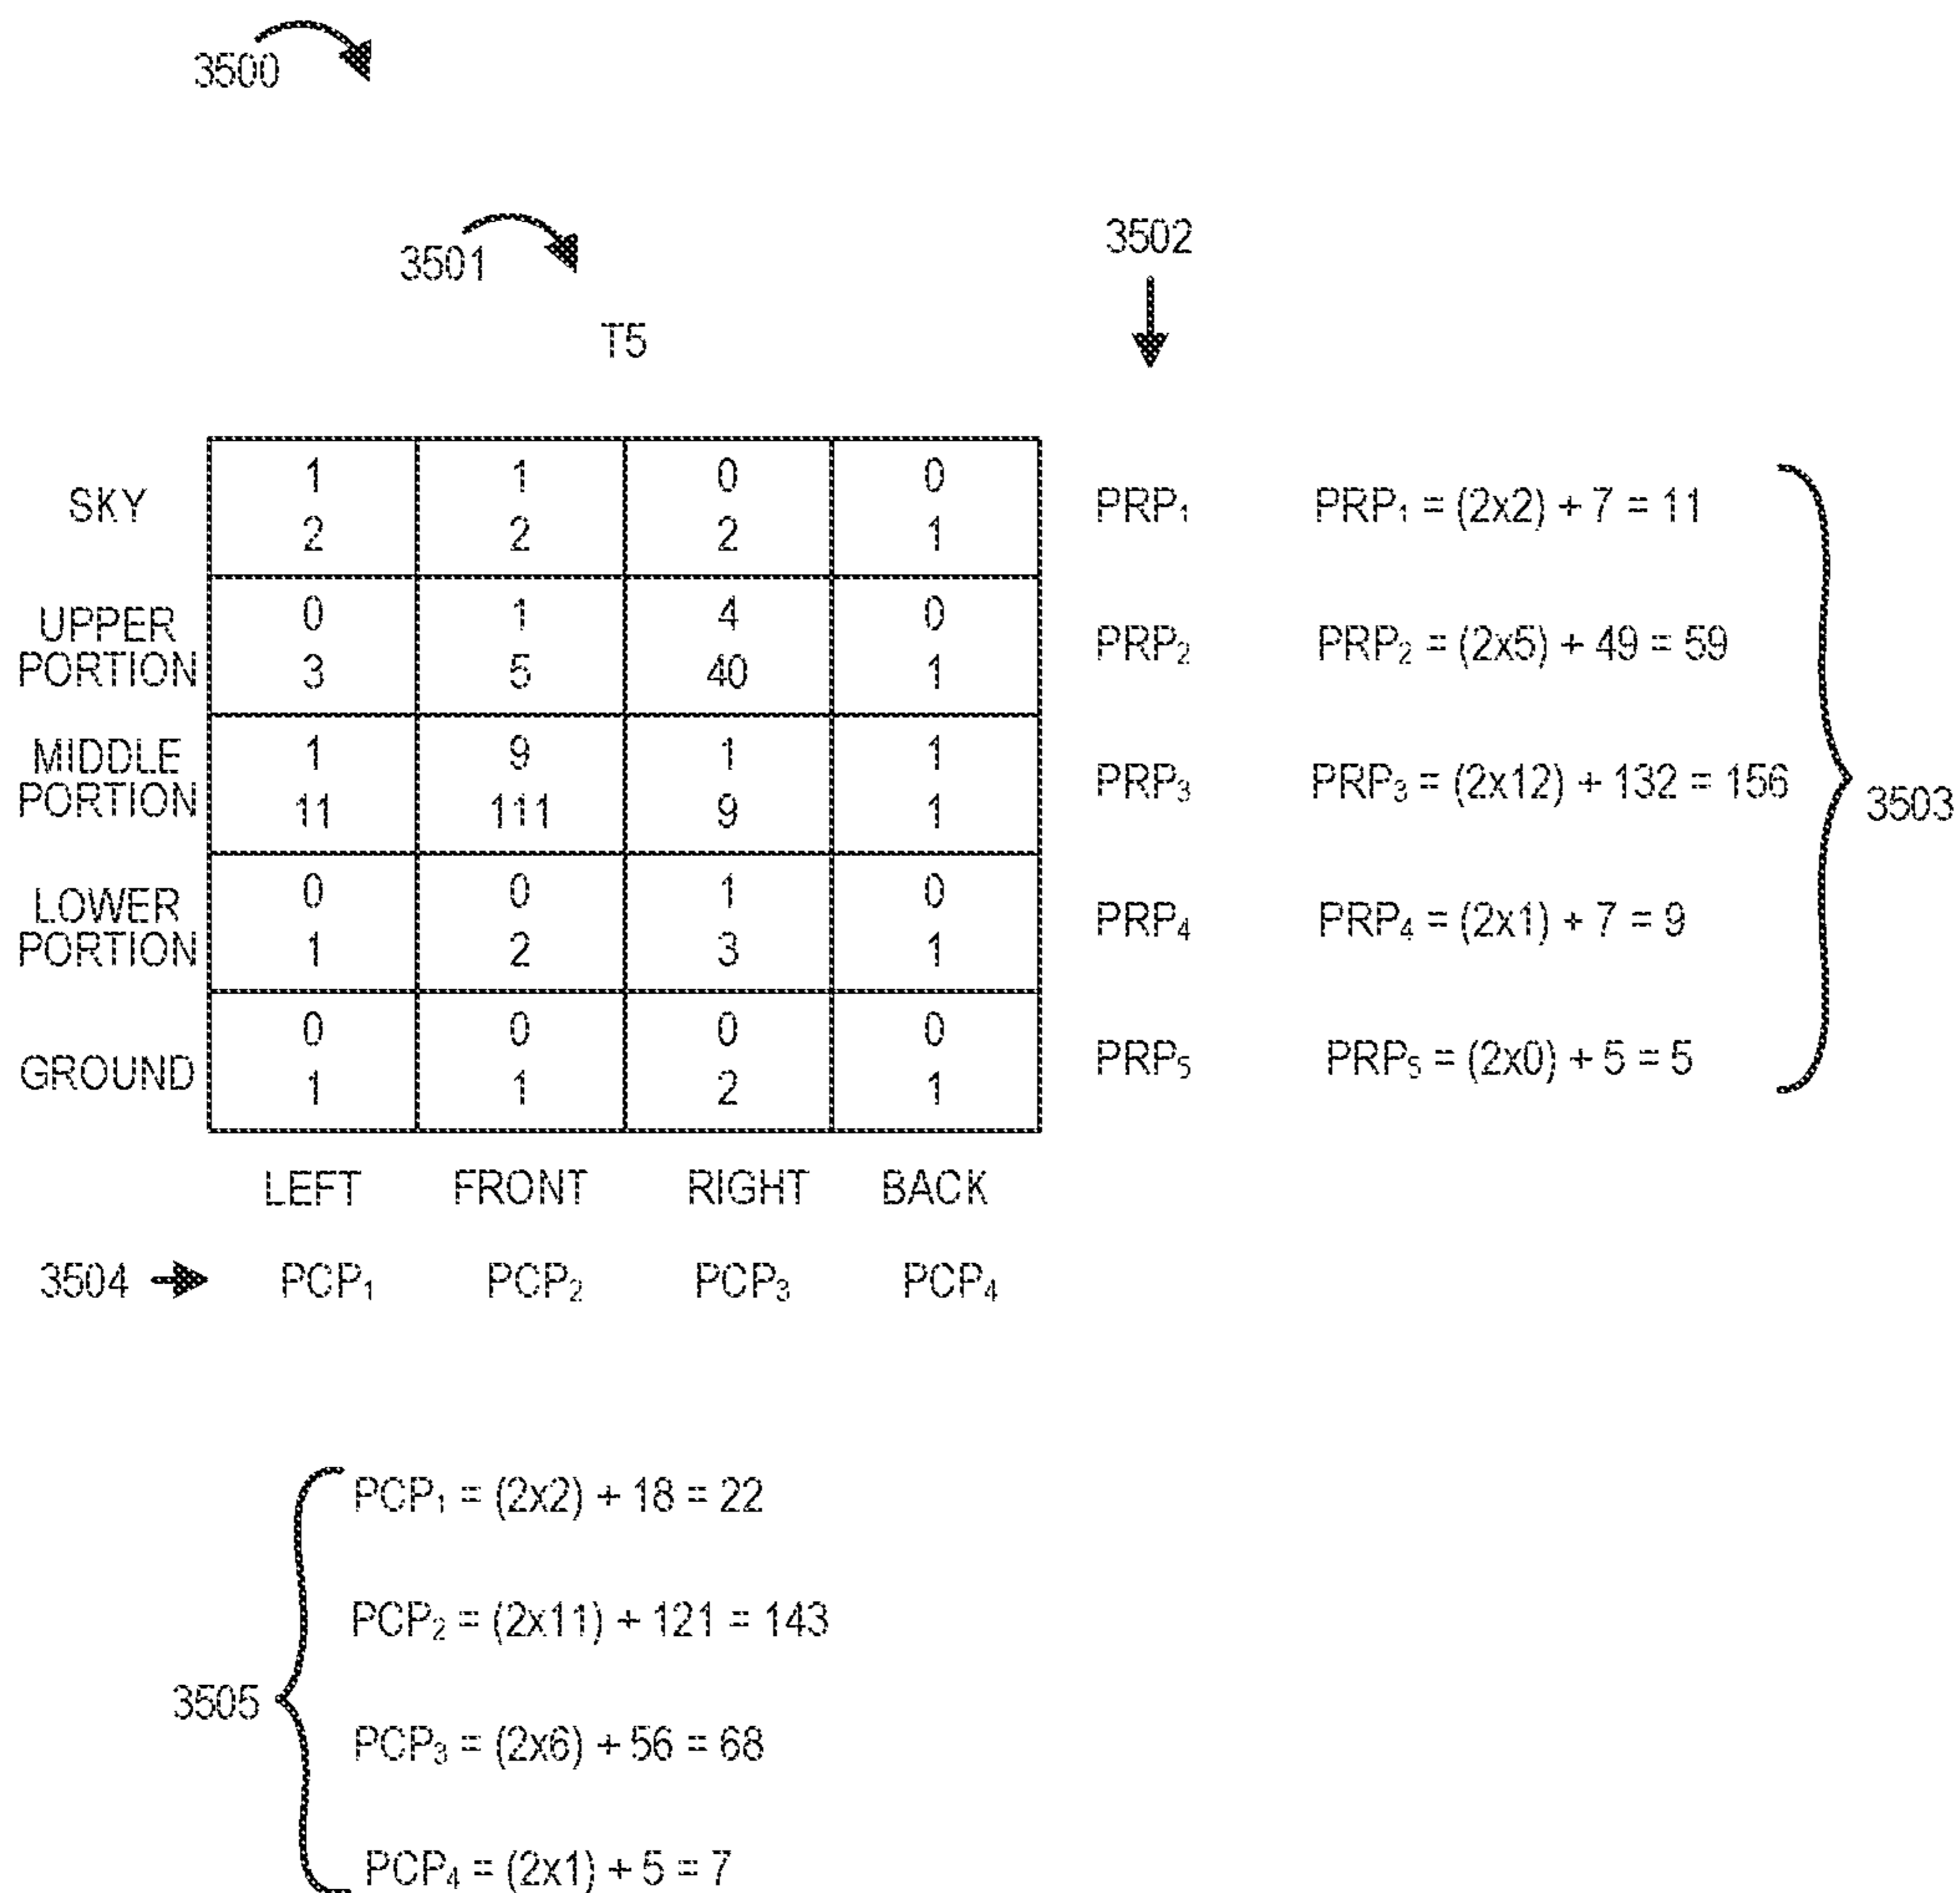 3500
3501
3502
T5
1 1 0 0
SKY PRP₁ PRP₁ = (2x2) + 7 = 11
2 2 2 1
0 1 4 0
UPPER PORTION PRP₂ PRP₂ = (2x5) + 49 = 59
3 5 40 1
1 9 1 1
MIDDLE PORTION PRP₃ PRP₃ = (2x12) + 132 = 156
3503
11 111 9 1
0 0 1 0
LOWER PORTION PRP₄ PRP₄ = (2x1) + 7 = 9
1 2 3 1
0 0 0 0
GROUND PRP₅ PRP₅ = (2x0) + 5 = 5
1 1 2 1
LEFT FRONT RIGHT BACK
3504 PCP₁ PCP₂ PCP₃ PCP₄
PCP₁ = (2x2) + 18 = 22
PCP₂ = (2x11) + 121 = 143
3505
PCP₃ = (2x6) + 56 = 68
PCP₄ = (2x1) + 5 = 7